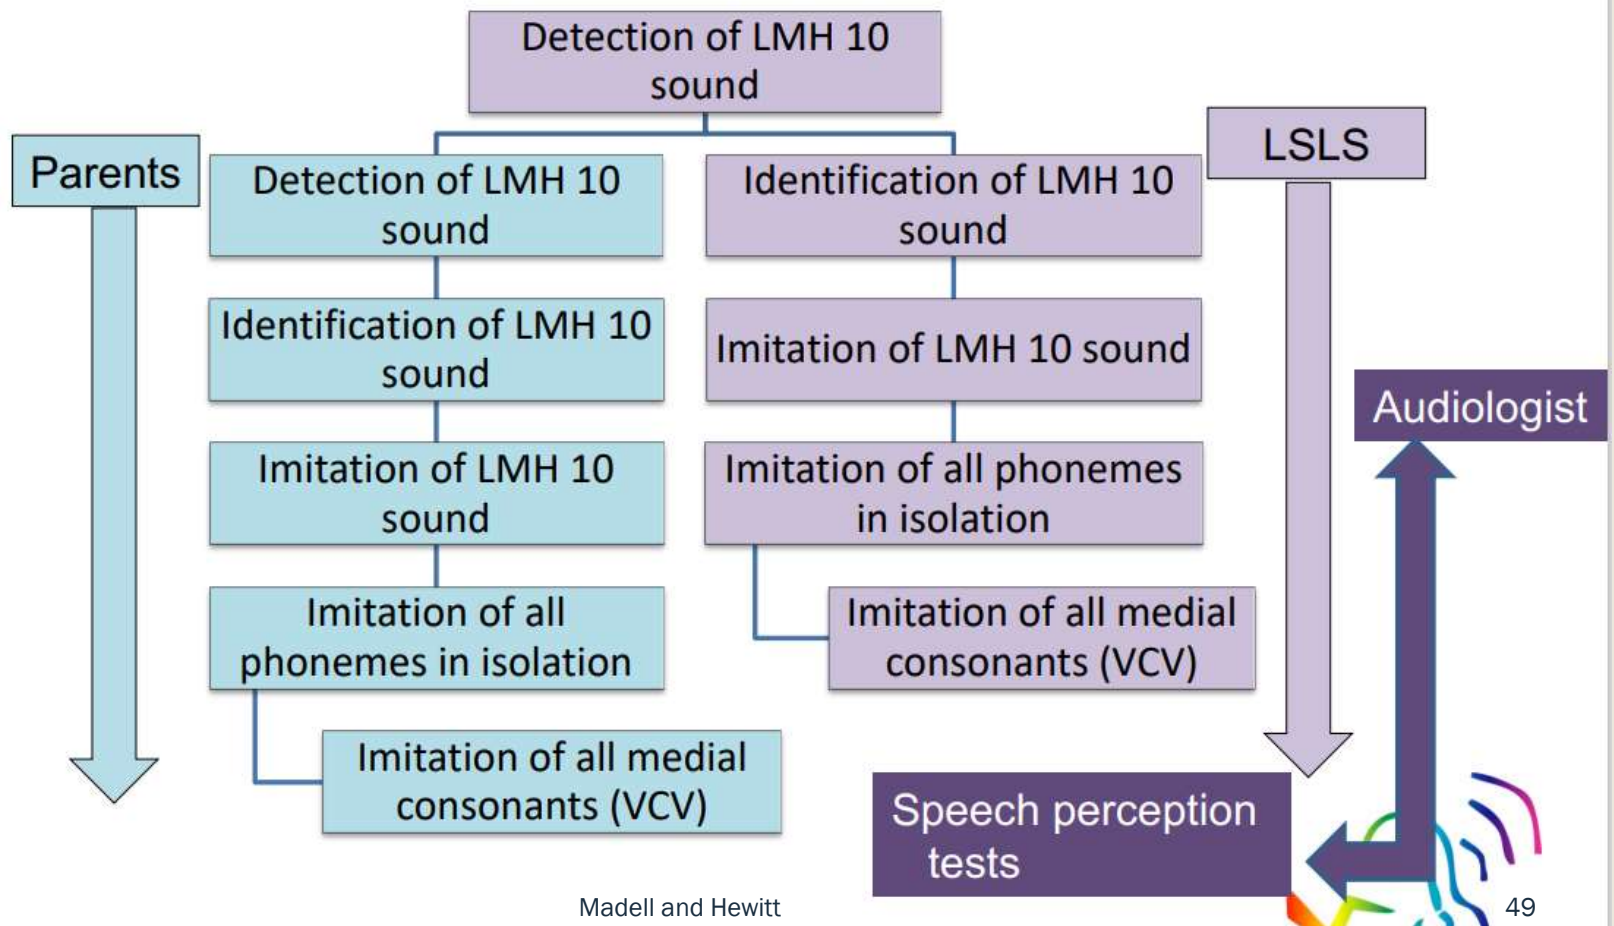 Detection of LMH 10
sound
Parents
LSLS
Detection of LMH 10
sound
Identification of LMH 10
sound
Identification of LMH 10
sound
Imitation of LMH 10 sound
Audiologist
Imitation of LMH 10
sound
Imitation of all phonemes
in isolation
Imitation of all
phonemes in isolation
Imitation of all medial
consonants (VCV)
Imitation of all medial
consonants (VCV)
Speech perception
tests
Madell and Hewitt
49